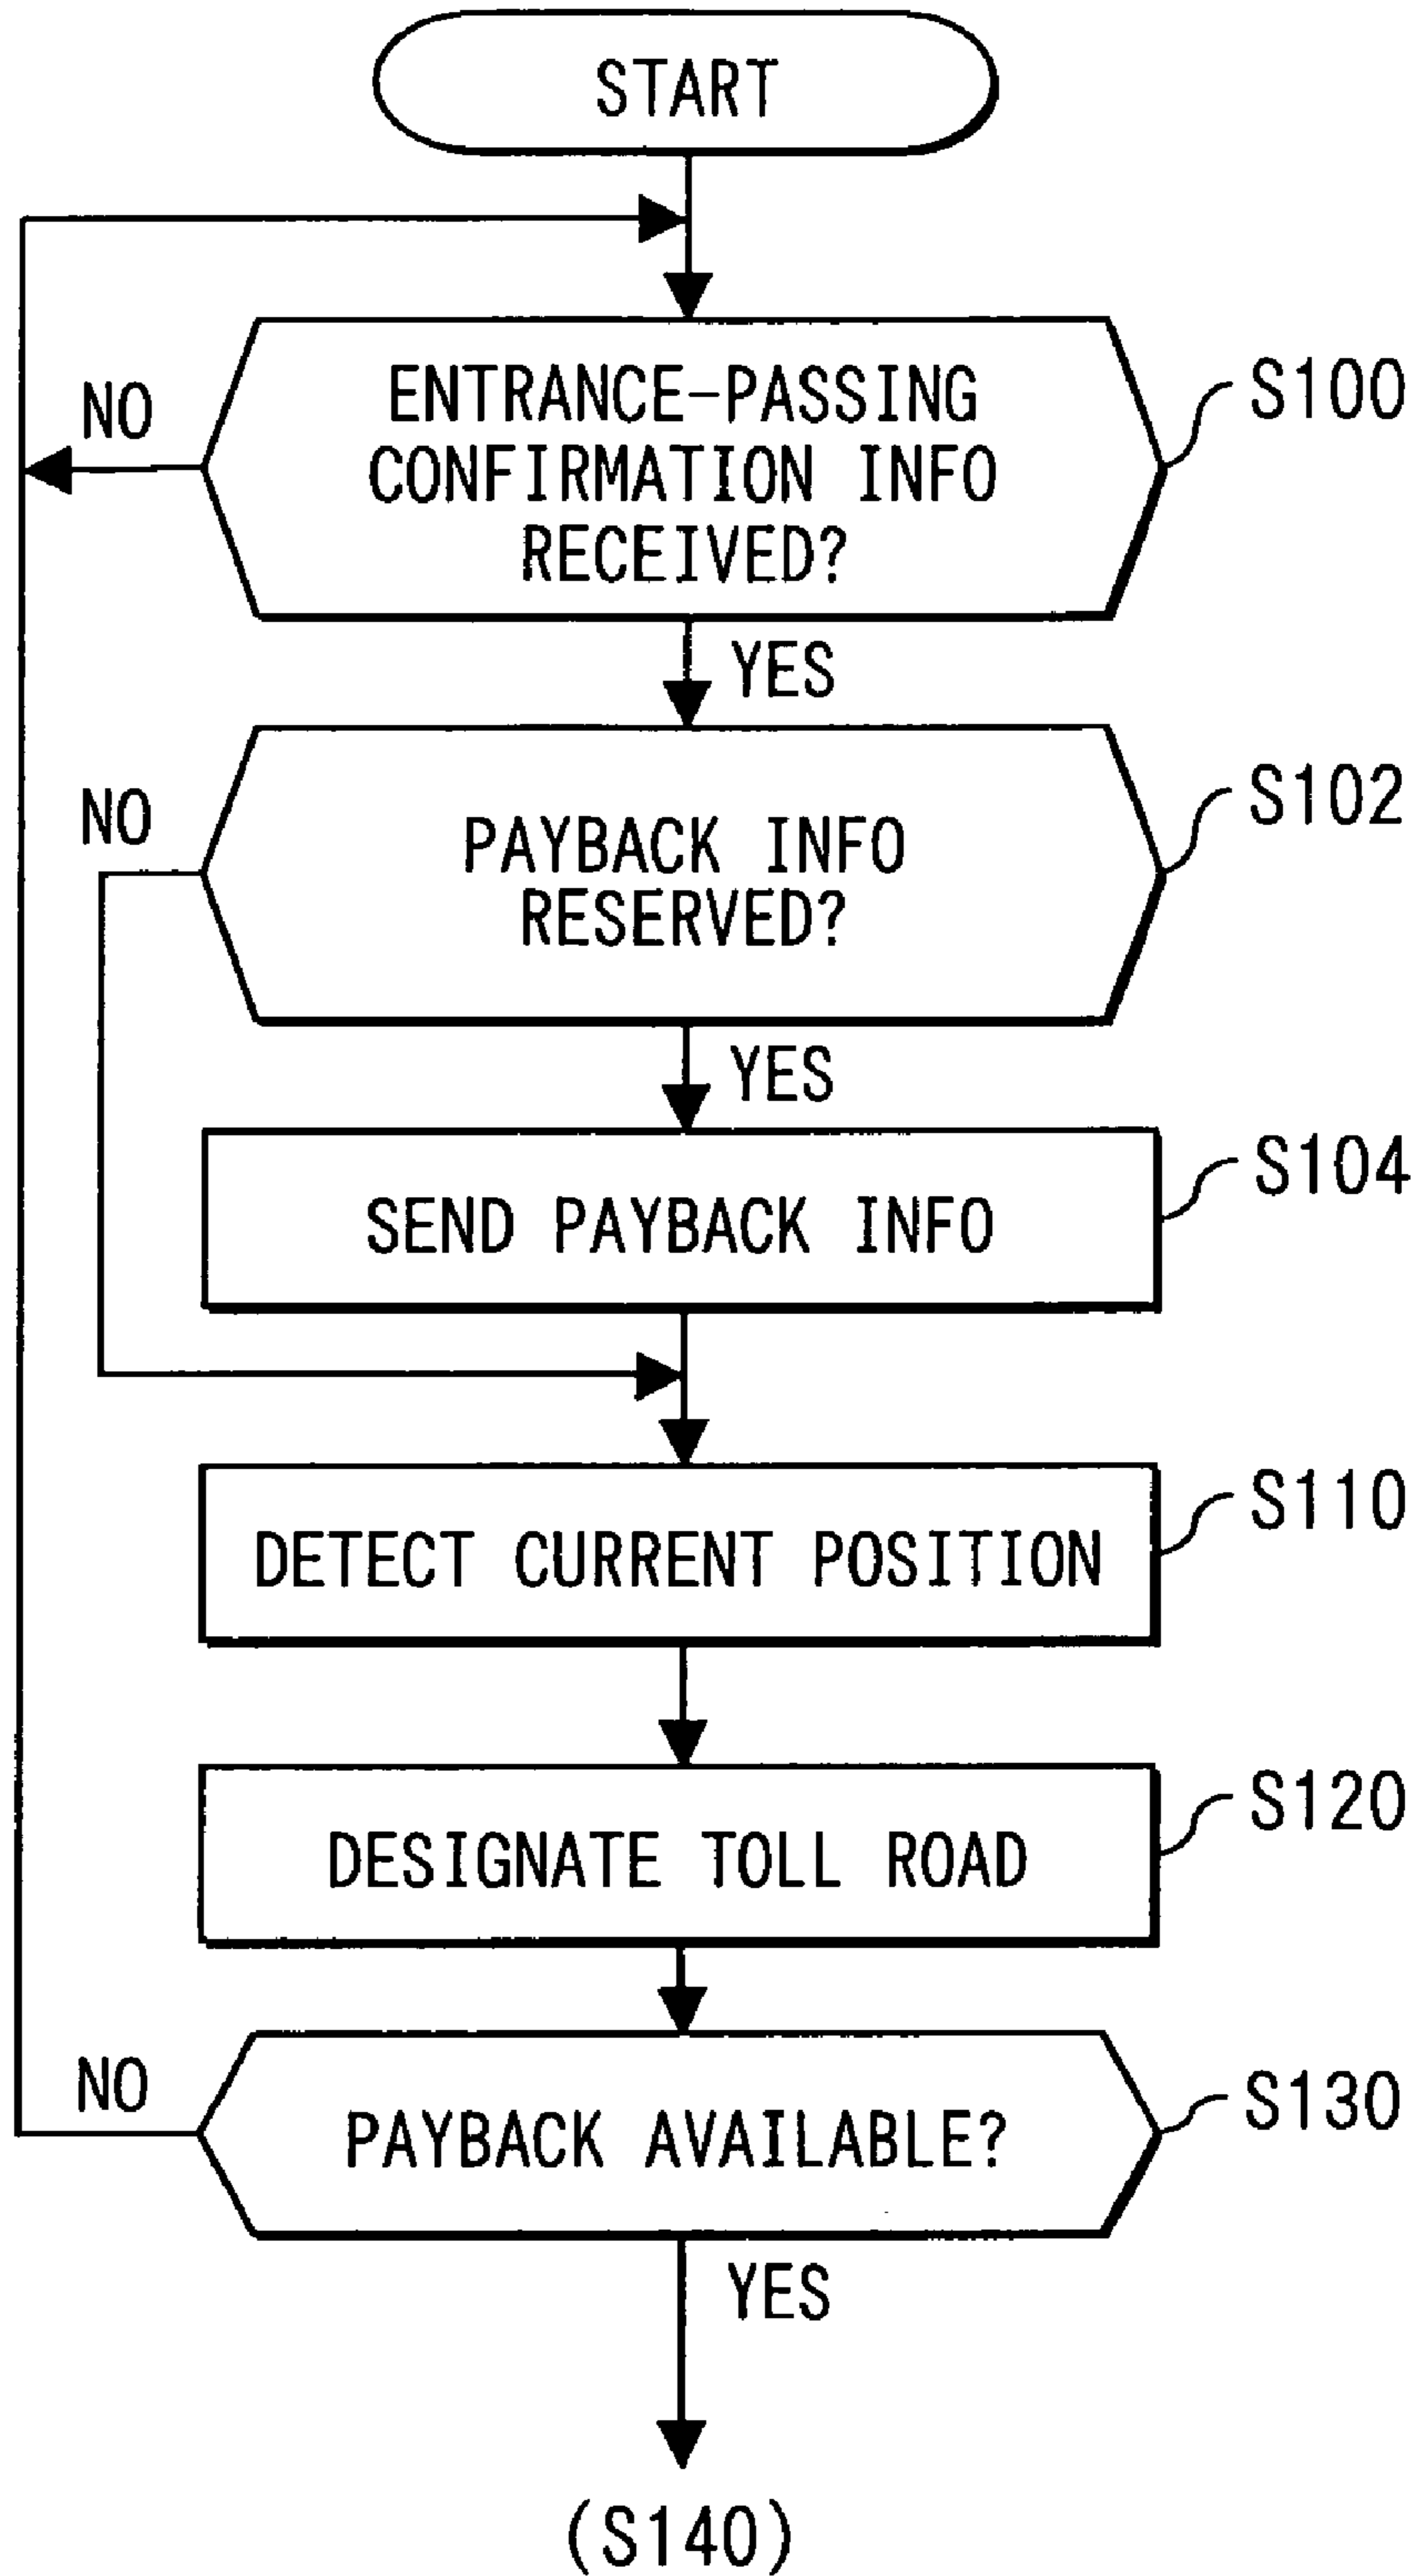 START
NO
ENTRANCE-PASSING
CONFIRMATION INFO
RECEIVED?
S100
YES
NO
PAYBACK INFO
RESERVED?
S102
YES
SEND PAYBACK INFO
S104
DETECT CURRENT POSITION
S110
DESIGNATE TOLL ROAD
S120
NO
PAYBACK AVAILABLE?
S130
YES
(S140)